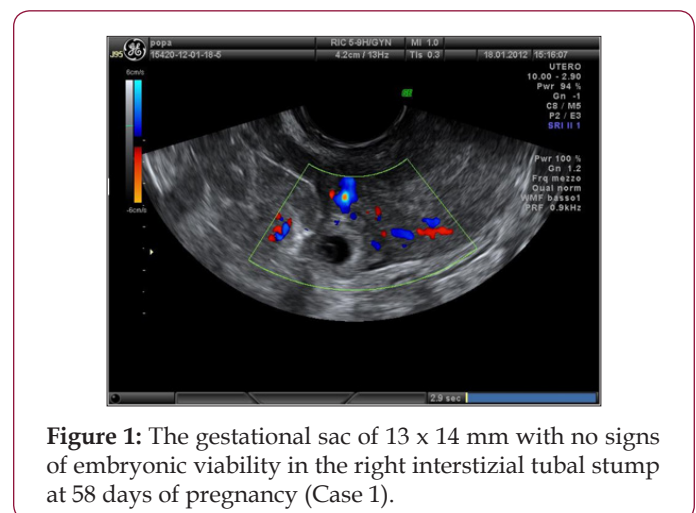 popa RIC 5-9H/GYN MI 1.0
15420-12-01-18-5 4.2cm / 13Hz TIs 0.3 18.01.2012 15:16:07
6cm/s
-6cm/s
UTERO
10.00 - 2.90
Pwr 94 %
Gn -1
C8 / M5
P2 / E3
SRI II 1
Pwr 100 %
Gn 1.2
Frq mezzo
Qual norm
WMF basso1
PRF 0.9kHz
2.9 sec
Figure 1: The gestational sac of 13 x 14 mm with no signs
of embryonic viability in the right interstizial tubal stump
at 58 days of pregnancy (Case 1).